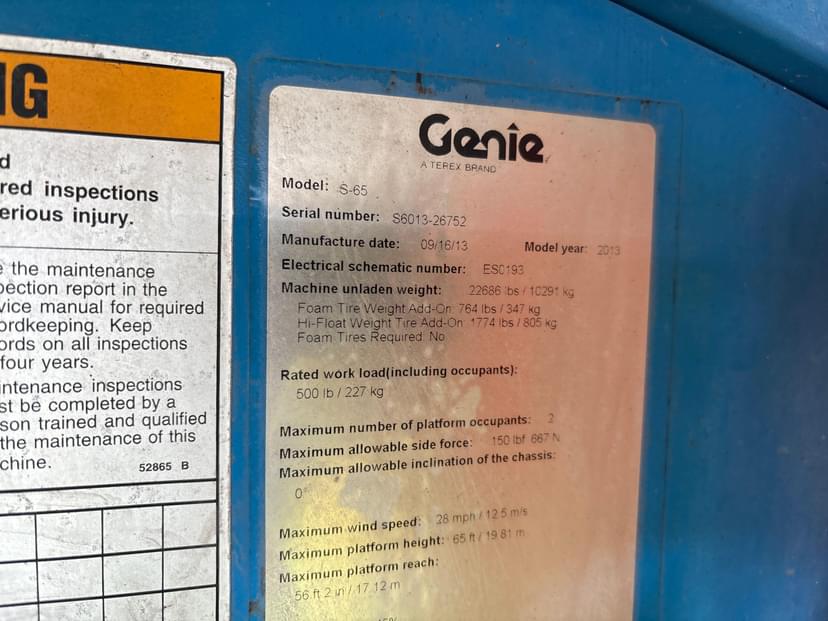 IG
d
red inspections
erious injury.
e the maintenance
pection report in the
vice manual for required
ordkeeping. Keep
ords on all inspections
four years.
intenance inspections
st be completed by a
son trained and qualified
the maintenance of this
chine.
52865 B
Genie
A TEREX BRAND
Model: S-65
Serial number: S6013-26752
Manufacture date: 09/16/13 Model year: 2013
Electrical schematic number: ES0193
Machine unladen weight: 22686 lbs / 10291 kg
Foam Tire Weight Add-On: 764 lbs / 347 kg
Hi-Float Weight Tire Add-On: 1774 lbs / 805 kg
Foam Tires Required: No
Rated work load(including occupants):
500 lb / 227 kg
Maximum number of platform occupants: 2
Maximum allowable side force: 150 lbf 667 N
Maximum allowable inclination of the chassis:
0°
Maximum wind speed: 28 mph / 12.5 m/s
Maximum platform height: 65 ft / 19.81 m
Maximum platform reach:
56 ft 2 in / 17.12 m